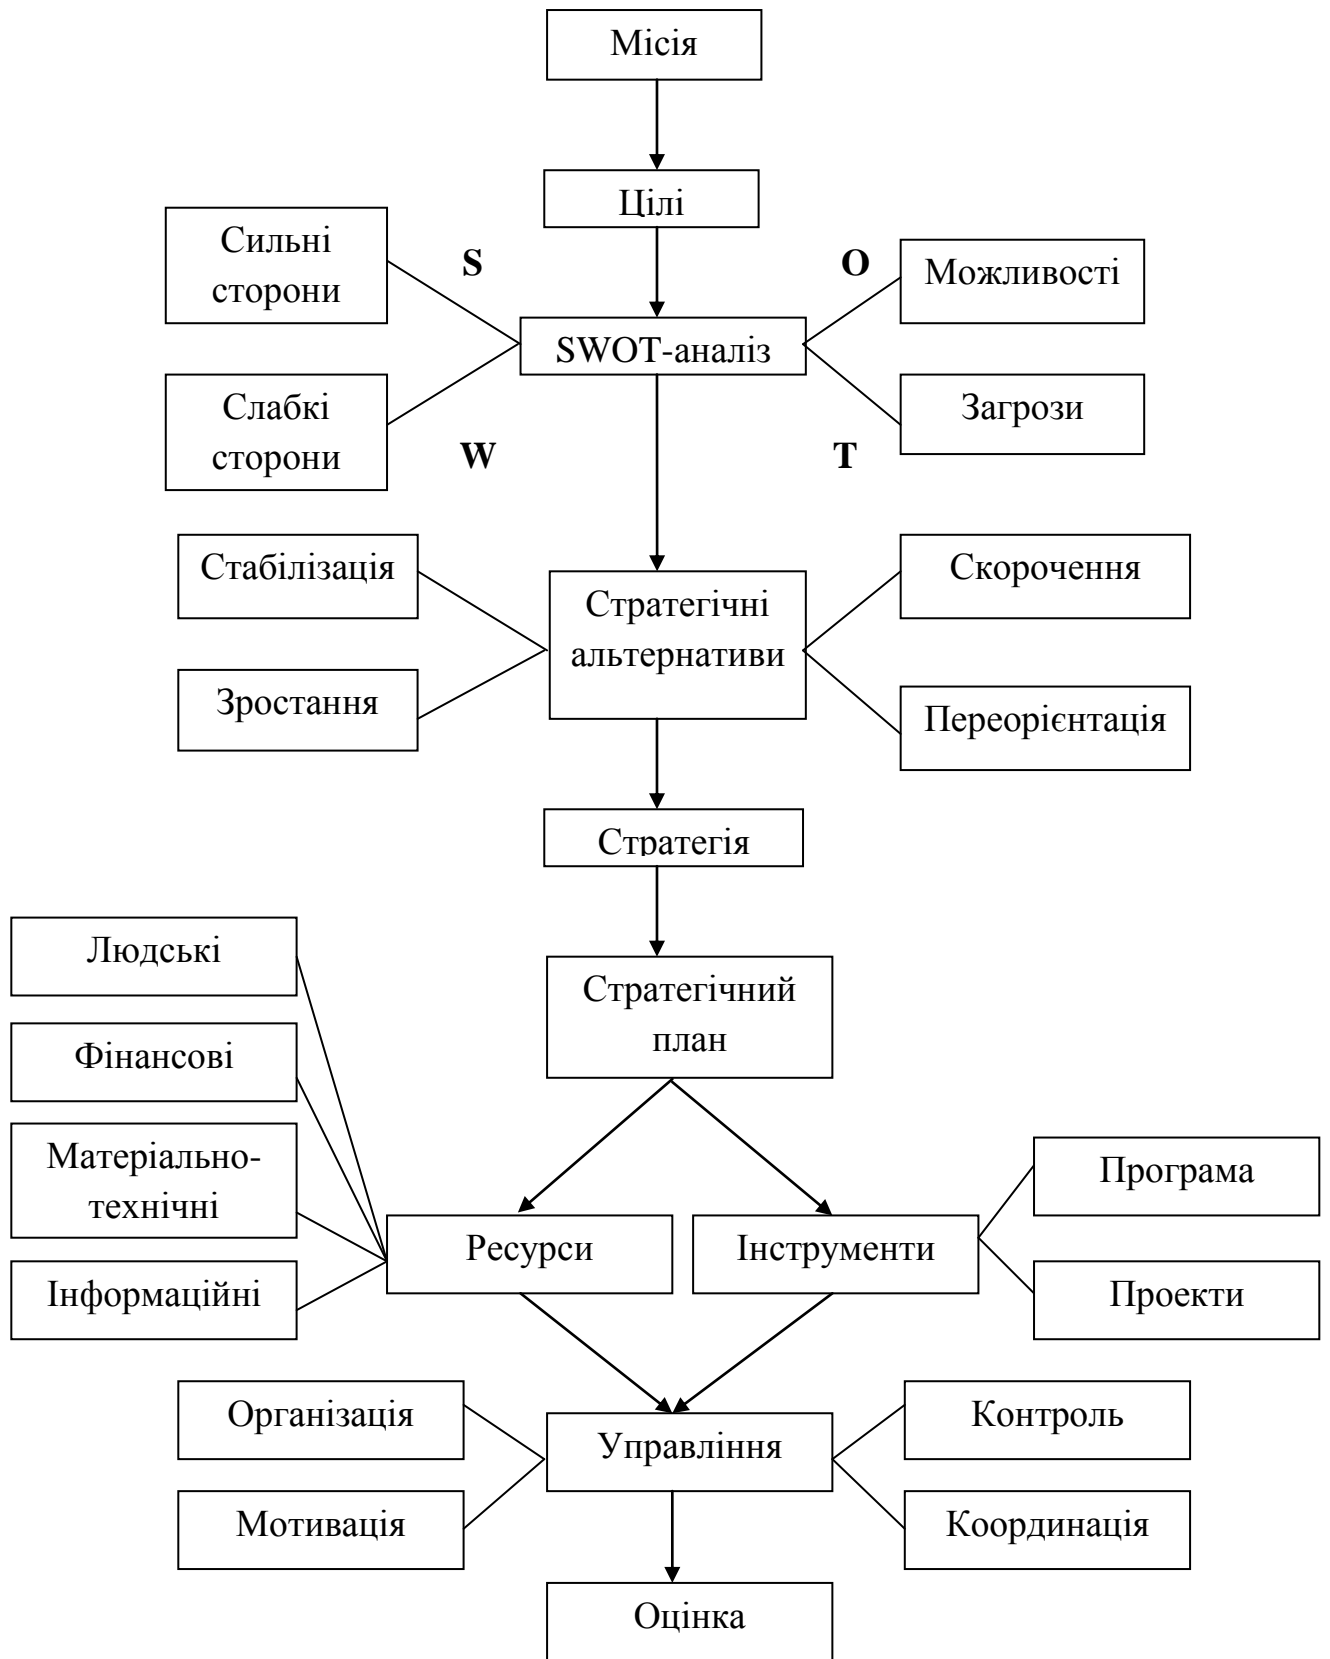 Місія
Цілі
Сильні
сторони
S
O
Можливості
SWOT-аналіз
Слабкі
сторони
W
T
Загрози
Стабілізація
Скорочення
Стратегічні
альтернативи
Зростання
Переорієнтація
Стратегія
Людські
Стратегічний
план
Фінансові
Матеріально-
технічні
Програма
Ресурси
Інструменти
Інформаційні
Проекти
Організація
Контроль
Управління
Мотивація
Координація
Оцінка